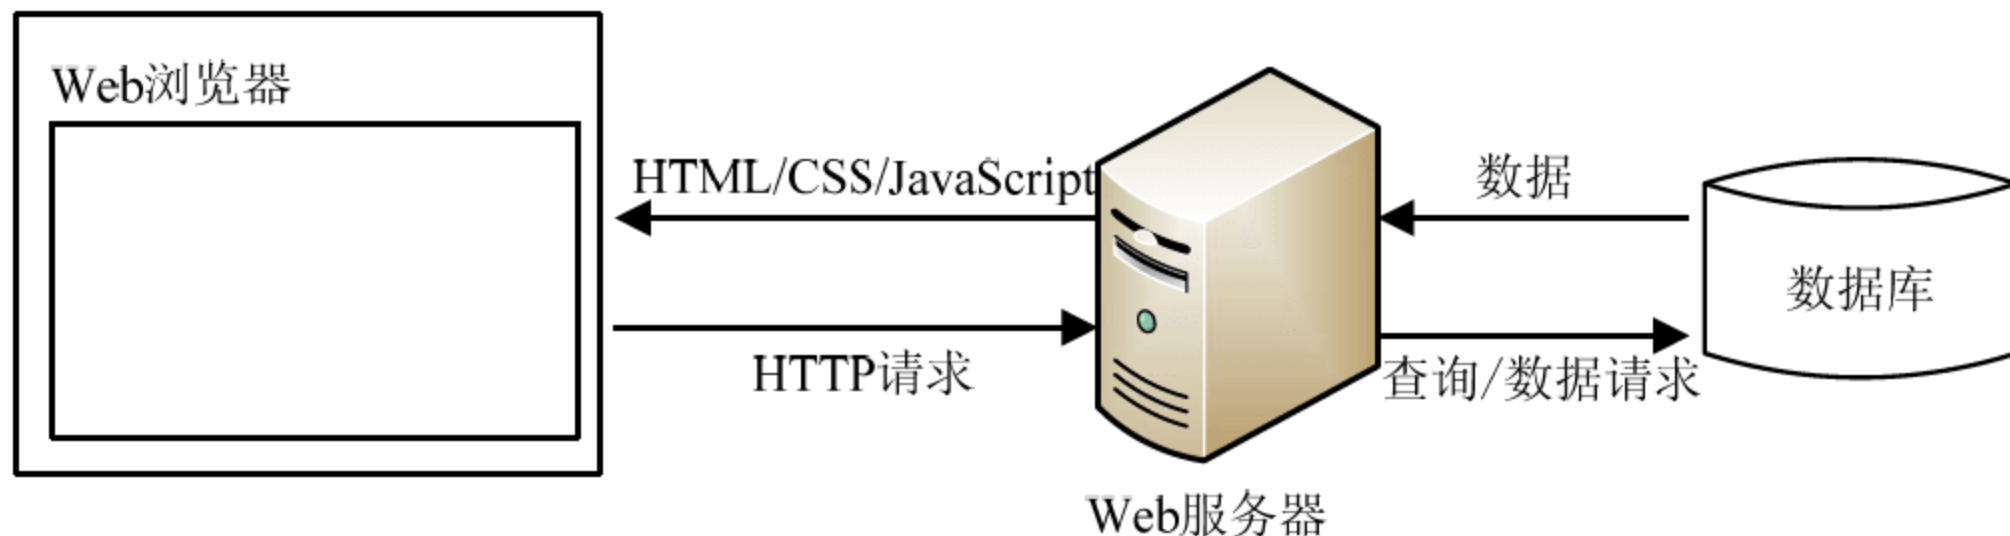 Web浏览器
HTML/CSS/JavaScript
数据
数据库
HTTP请求
查询/数据请求
Web服务器